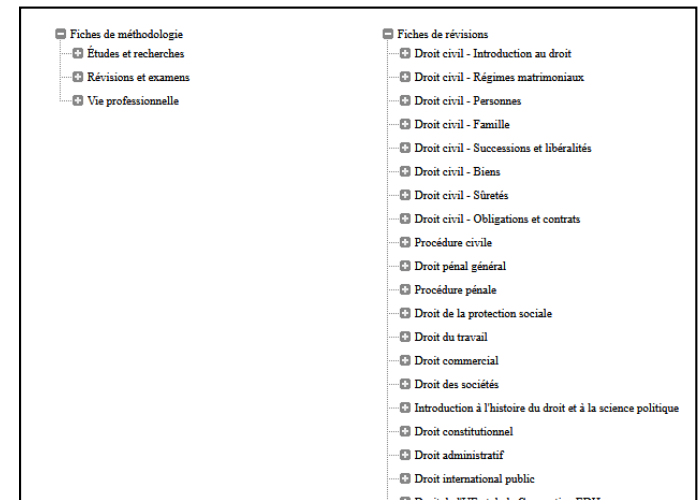 Fiches de méthodologie
Études et recherches
Révisions et examens
Vie professionnelle
Fiches de révisions
Droit civil - Introduction au droit
Droit civil - Régimes matrimoniaux
Droit civil - Personnes
Droit civil - Famille
Droit civil - Successions et libéralités
Droit civil - Biens
Droit civil - Sûretés
Droit civil - Obligations et contrats
Procédure civile
Droit pénal général
Procédure pénale
Droit de la protection sociale
Droit du travail
Droit commercial
Droit des sociétés
Introduction à l'histoire du droit et à la science politique
Droit constitutionnel
Droit administratif
Droit international public